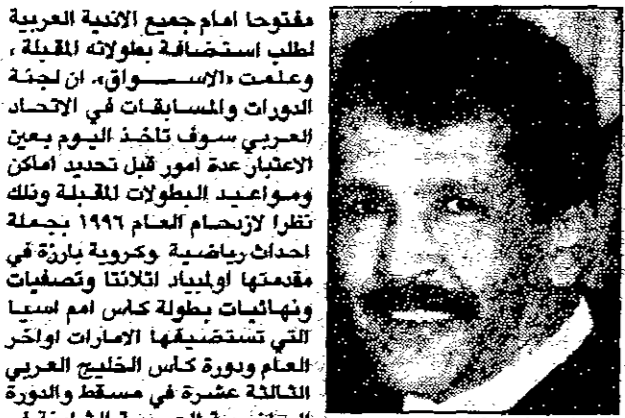 مفتوحا امام جميع الاندية العربية
لطلب استضافة بطولاته المقبلة ،
وعلمت «الاســواق»، ان لجنة
الدورات والمسابقات في الاتحاد
العربي سوف تاخذ اليوم بعين
الاعتبار عدة امور قبل تحديد اماكن
ومواعيد البطولات المقبلة وذلك
نظرا لازدحام العام ١٩٩٦ بجملة
احداث رياضية وكروية بارزة في
مقدمتها اولمبياد اتلانتا وتصفيات
ونهائيات بطولة كاس امم اسيا
التي تستضيفها الامارات اواخر
العام ودورة كاس الخليج العربي
الثالثة عشرة في مسقط والدورة